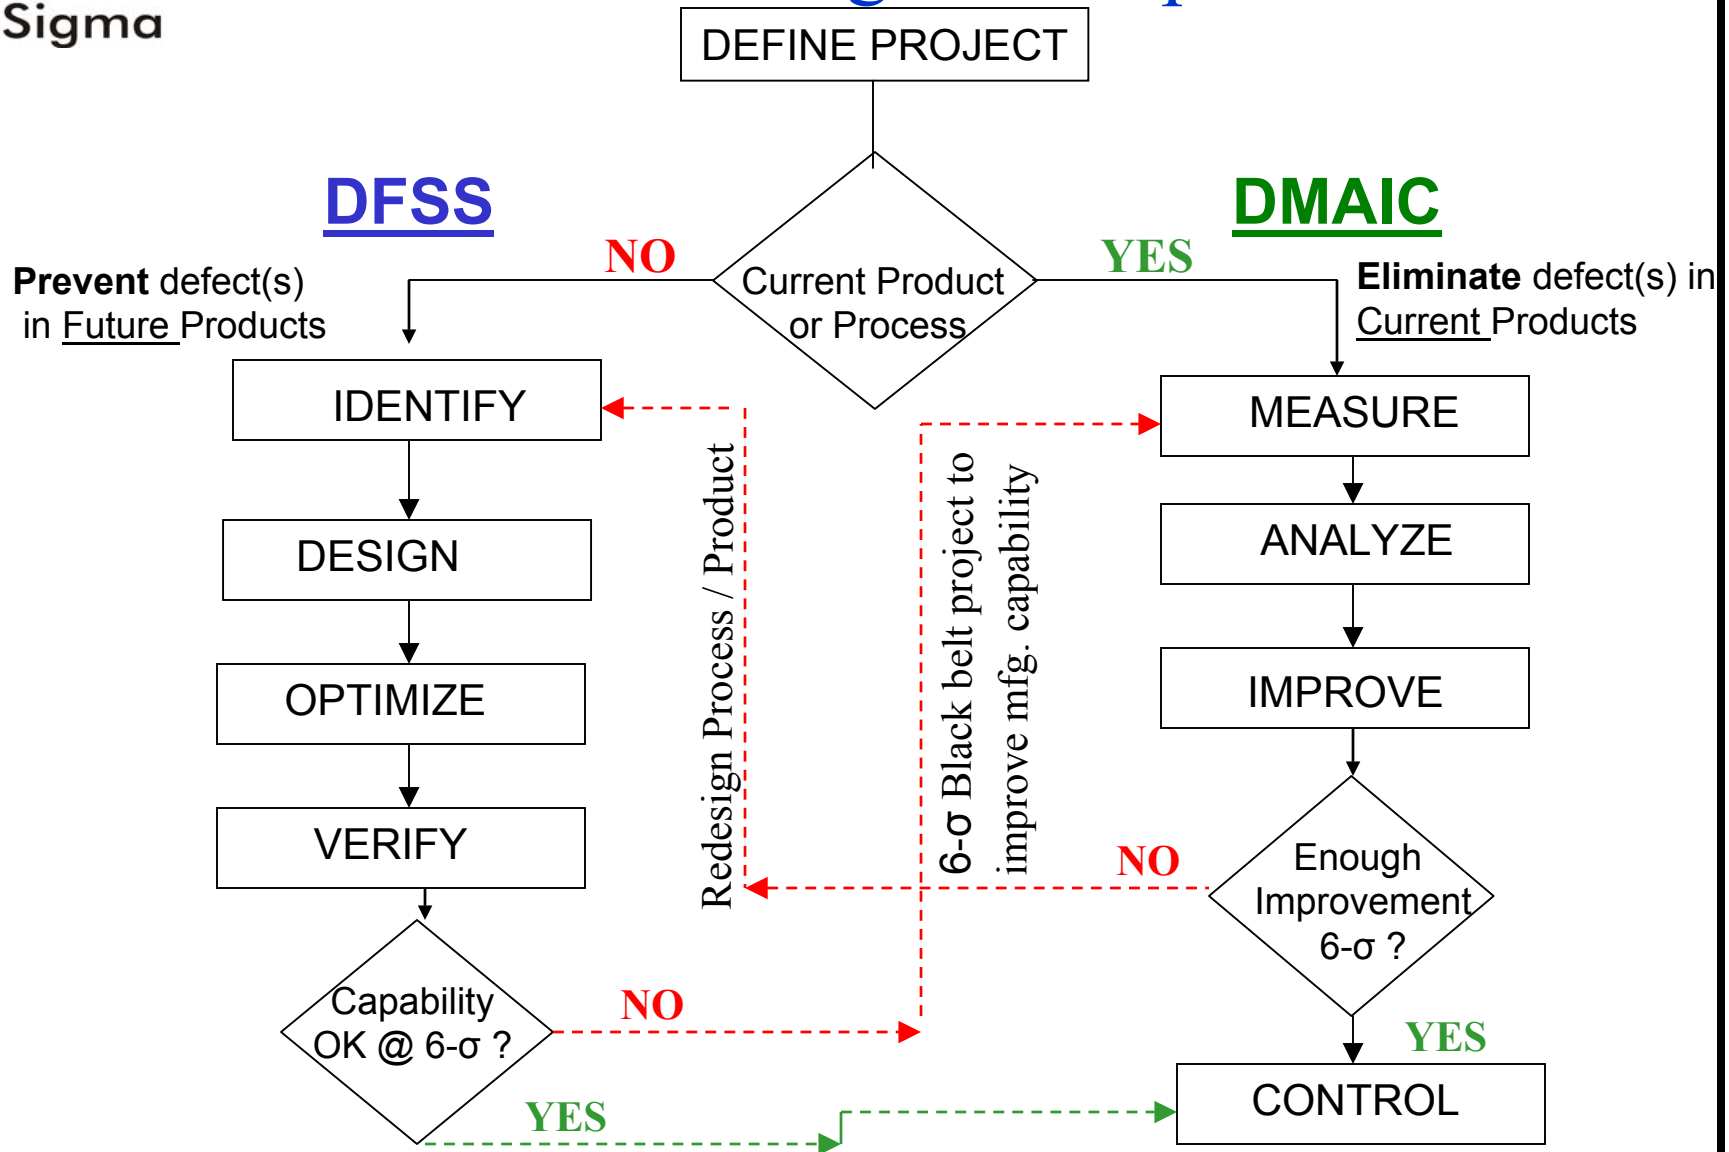 Sigma
DEFINE PROJECT
DFSS
DMAIC
NO
YES
Prevent defect(s)
in Future Products
Current Product
or Process
Eliminate defect(s) in
Current Products
IDENTIFY
MEASURE
DESIGN
ANALYZE
OPTIMIZE
IMPROVE
VERIFY
Redesign Process / Product
6-σ Black belt project to
improve mfg. capability
NO
Enough
Improvement
6-σ ?
Capability
OK @ 6-σ ?
NO
YES
YES
CONTROL